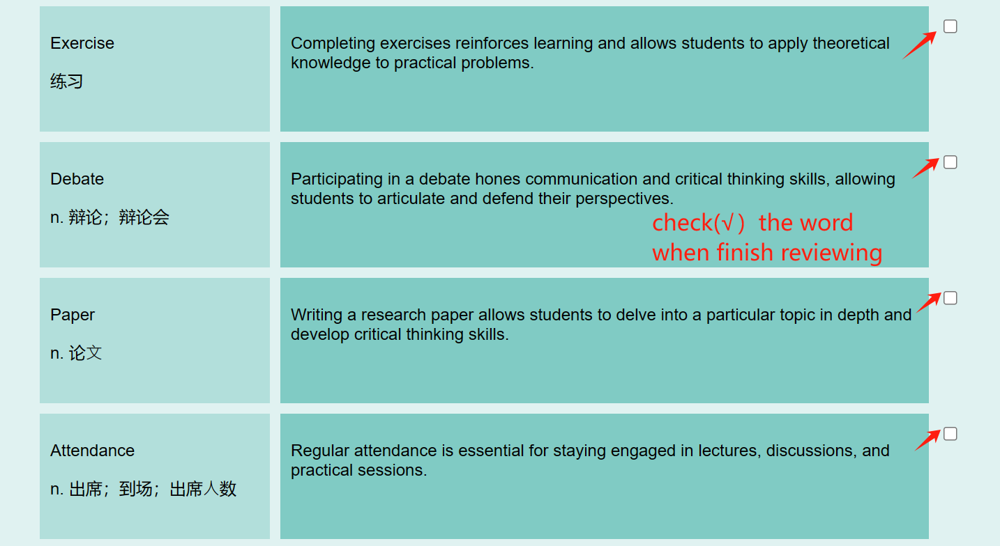 Exercise
练习
Completing exercises reinforces learning and allows students to apply theoretical
knowledge to practical problems.
Debate
n. 辩论；辩论会
Participating in a debate hones communication and critical thinking skills, allowing
students to articulate and defend their perspectives.
check(√）the word
when finish reviewing
Paper
n. 论文
Writing a research paper allows students to delve into a particular topic in depth and
develop critical thinking skills.
Attendance
n. 出席；到场；出席人数
Regular attendance is essential for staying engaged in lectures, discussions, and
practical sessions.